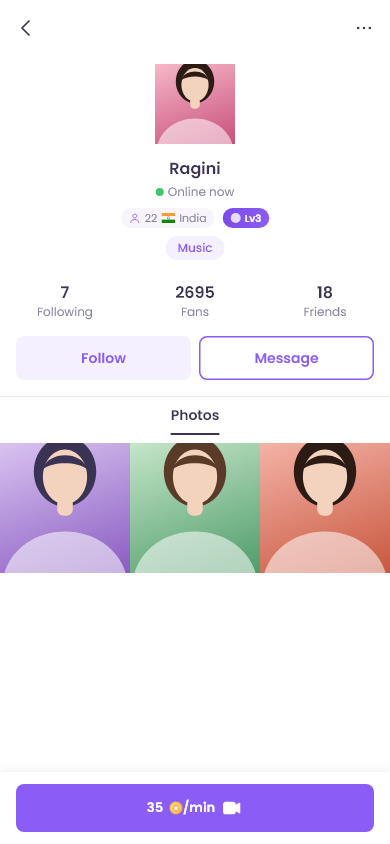 Ragini
Online now
22 India Lv3
Music
7 2695 18
Following Fans Friends
Follow Message
Photos
35 /min